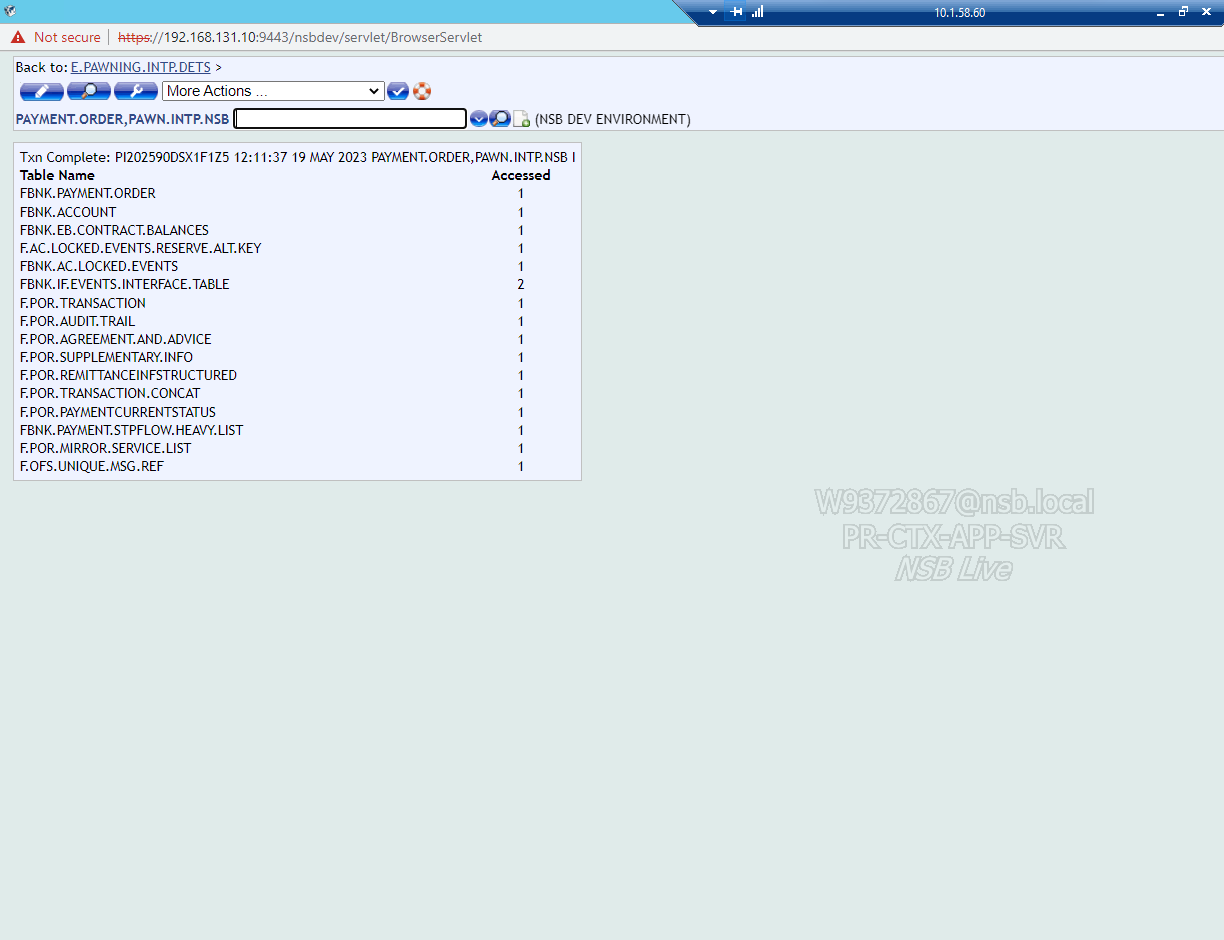 10.1.58.60
Not secure https://192.168.131.10:9443/nsbdev/servlet/BrowserServlet
Back to: E.PAWNING.INTP.DETS >
More Actions ...
PAYMENT.ORDER,PAWN.INTP.NSB (NSB DEV ENVIRONMENT)
Txn Complete: PI202590DSX1F1Z5 12:11:37 19 MAY 2023 PAYMENT.ORDER,PAWN.INTP.NSB I
Table Name Accessed
FBNK.PAYMENT.ORDER 1
FBNK.ACCOUNT 1
FBNK.EB.CONTRACT.BALANCES 1
F.AC.LOCKED.EVENTS.RESERVE.ALT.KEY 1
FBNK.AC.LOCKED.EVENTS 1
FBNK.IF.EVENTS.INTERFACE.TABLE 2
F.POR.TRANSACTION 1
F.POR.AUDIT.TRAIL 1
F.POR.AGREEMENT.AND.ADVICE 1
F.POR.SUPPLEMENTARY.INFO 1
F.POR.REMITTANCEINFSTRUCTURED 1
F.POR.TRANSACTION.CONCAT 1
F.POR.PAYMENTCURRENTSTATUS 1
FBNK.PAYMENT.STPFLOW.HEAVY.LIST 1
F.POR.MIRROR.SERVICE.LIST 1
F.OFS.UNIQUE.MSG.REF 1
W9372867@nsb.local
PR-CTX-APP-SVR
NSB Live